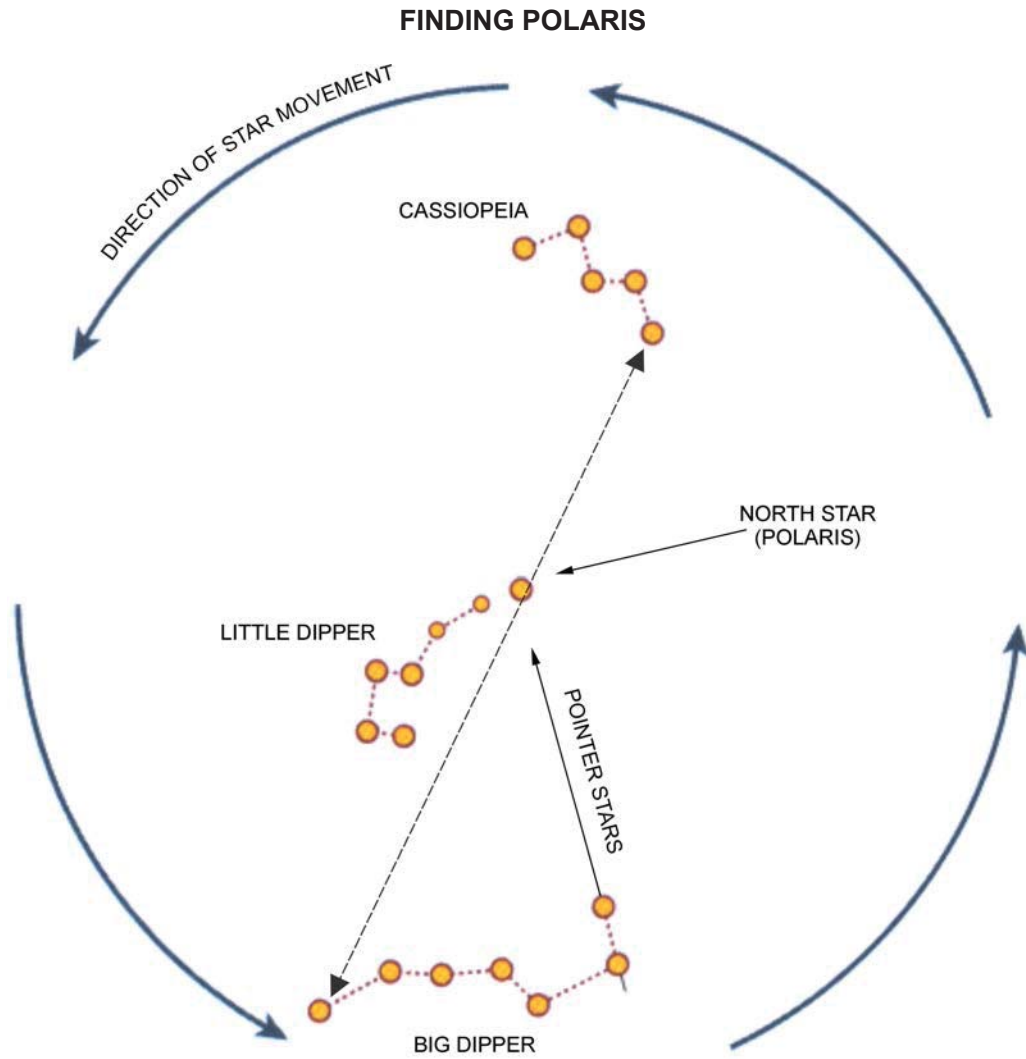 FINDING POLARIS
DIRECTION OF STAR MOVEMENT
CASSIOPEIA
NORTH STAR
(POLARIS)
LITTLE DIPPER
POINTER STARS
BIG DIPPER